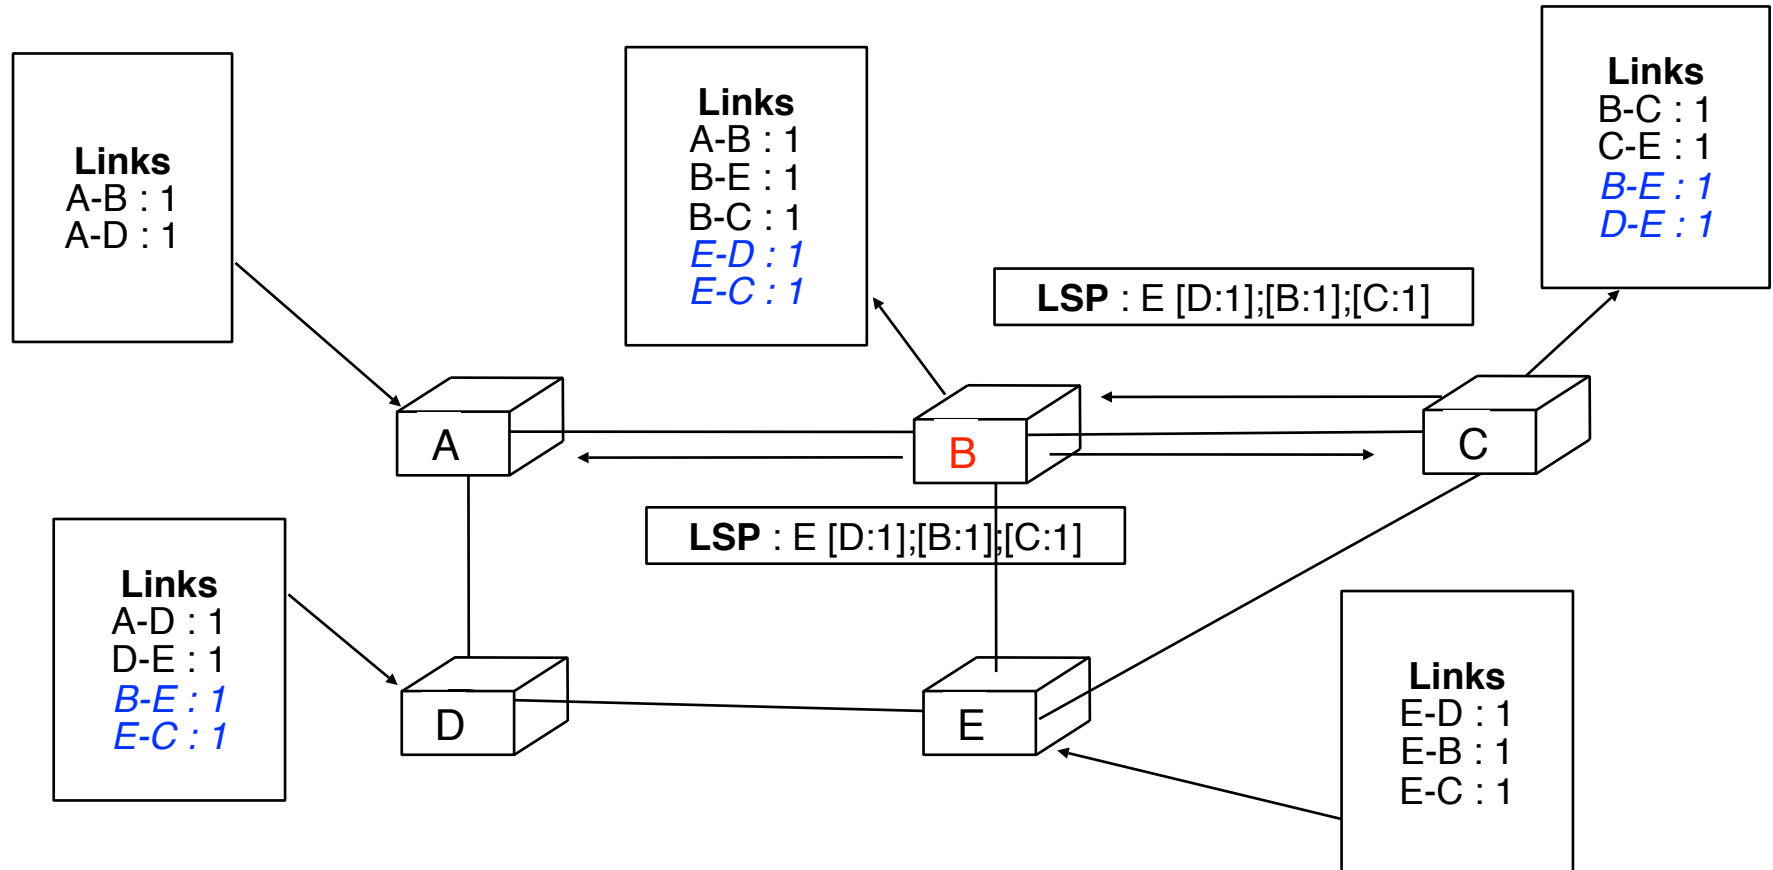 Links
A-B : 1
A-D : 1
Links
A-B : 1
B-E : 1
B-C : 1
E-D : 1
E-C : 1
Links
B-C : 1
C-E : 1
B-E : 1
D-E : 1
LSP : E [D:1];[B:1];[C:1]
A
B
C
LSP : E [D:1];[B:1];[C:1]
Links
A-D : 1
D-E : 1
B-E : 1
E-C : 1
D
E
Links
E-D : 1
E-B : 1
E-C : 1